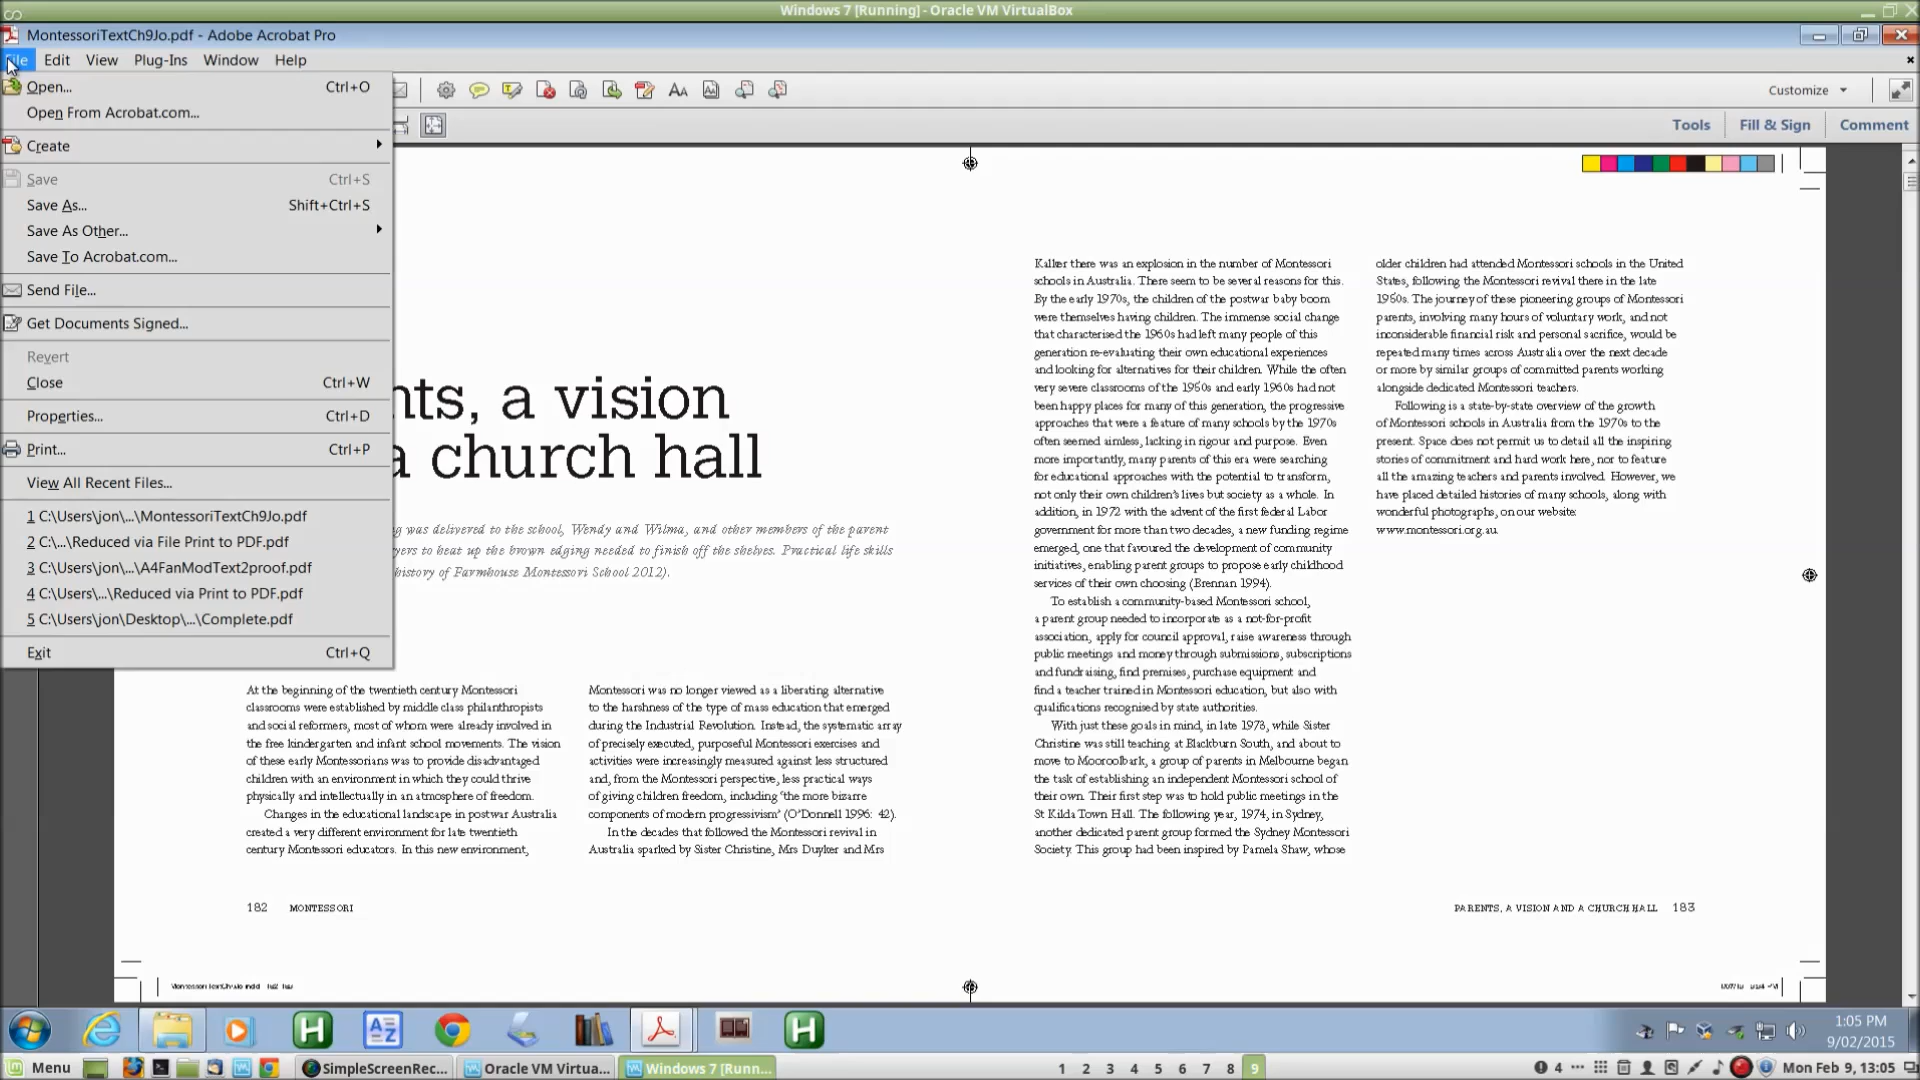 Windows 7 [Running] - Oracle VM VirtualBox
MontessoriTextCh9Jo.pdf - Adobe Acrobat Pro
File Edit View Plug-Ins Window Help
Open... Ctrl+O
Customize
Open From Acrobat.com...
Tools Fill & Sign Comment
Create
Save Ctrl+S
Save As... Shift+Ctrl+S
Save As Other...
Save To Acrobat.com...
Send File...
Get Documents Signed...
Revert
Close Ctrl+W
Properties... Ctrl+D
Print... Ctrl+P
View All Recent Files...
1 C:\Users\jon\...\MontessoriTextCh9Jo.pdf
2 C:\...\Reduced via File Print to PDF.pdf
3 C:\Users\jon\...\A4FanModText2proof.pdf
4 C:\Users\...\Reduced via Print to PDF.pdf
5 C:\Users\jon\Desktop\...\Complete.pdf
Exit Ctrl+Q
nts, a vision
a church hall
g was delivered to the school, Wendy and Wilma, and other members of the parent
yers to heat up the brown edging needed to finish off the shelves. Practical life skills
history of Farmhouse Montessori School 2012).
At the beginning of the twentieth century Montessori
classrooms were established by middle class philanthropists
and social reformers, most of whom were already involved in
the free kindergarten and infant school movements. The vision
of these early Montessorians was to provide disadvantaged
children with an environment in which they could thrive
physically and intellectually in an atmosphere of freedom.
Changes in the educational landscape in postwar Australia
created a very different environment for late twentieth
century Montessori educators. In this new environment,
Montessori was no longer viewed as a liberating alternative
to the harshness of the type of mass education that emerged
during the Industrial Revolution. Instead, the systematic array
of precisely executed, purposeful Montessori exercises and
activities were increasingly measured against less structured
and, from the Montessori perspective, less practical ways
of giving children freedom, including 'the more bizarre
components of modern progressivism' (O'Donnell 1996: 42).
In the decades that followed the Montessori revival in
Australia sparked by Sister Christine, Mrs Duyker and Mrs
182 MONTESSORI
Kalker there was an explosion in the number of Montessori
schools in Australia. There seem to be several reasons for this.
By the early 1970s, the children of the postwar baby boom
were themselves having children. The immense social change
that characterised the 1960s had left many people of this
generation re-evaluating their own educational experiences
and looking for alternatives for their children. While the often
very severe classrooms of the 1950s and early 1960s had not
been happy places for many of this generation, the progressive
approaches that were a feature of many schools by the 1970s
often seemed aimless, lacking in rigour and purpose. Even
more importantly, many parents of this era were searching
for educational approaches with the potential to transform,
not only their own children's lives but society as a whole. In
addition, in 1972 with the advent of the first federal Labor
government for more than two decades, a new funding regime
emerged, one that favoured the development of community
initiatives, enabling parent groups to propose early childhood
services of their own choosing (Brennan 1994).
To establish a community-based Montessori school,
a parent group needed to incorporate as a not-for-profit
association, apply for council approval, raise awareness through
public meetings and money through submissions, subscriptions
and fundraising, find premises, purchase equipment and
find a teacher trained in Montessori education, but also with
qualifications recognised by state authorities.
With just these goals in mind, in late 1973, while Sister
Christine was still teaching at Blackburn South, and about to
move to Mooroolbark, a group of parents in Melbourne began
the task of establishing an independent Montessori school of
their own. Their first step was to hold public meetings in the
St Kilda Town Hall. The following year, 1974, in Sydney,
another dedicated parent group formed the Sydney Montessori
Society. This group had been inspired by Pamela Shaw, whose
older children had attended Montessori schools in the United
States, following the Montessori revival there in the late
1950s. The journey of these pioneering groups of Montessori
parents, involving many hours of voluntary work, and not
inconsiderable financial risk and personal sacrifice, would be
repeated many times across Australia over the next decade
or more by similar groups of committed parents working
alongside dedicated Montessori teachers.
Following is a state-by-state overview of the growth
of Montessori schools in Australia from the 1970s to the
present. Space does not permit us to detail all the inspiring
stories of commitment and hard work here, nor to feature
all the amazing teachers and parents involved. However, we
have placed detailed histories of many schools, along with
wonderful photographs, on our website:
www.montessori.org.au.
PARENTS, A VISION AND A CHURCH HALL 183
1:05 PM
9/02/2015
Menu SimpleScreenRec... Oracle VM Virtua... Windows 7 [Runn... 1 2 3 4 5 6 7 8 9 4 Mon Feb 9, 13:05